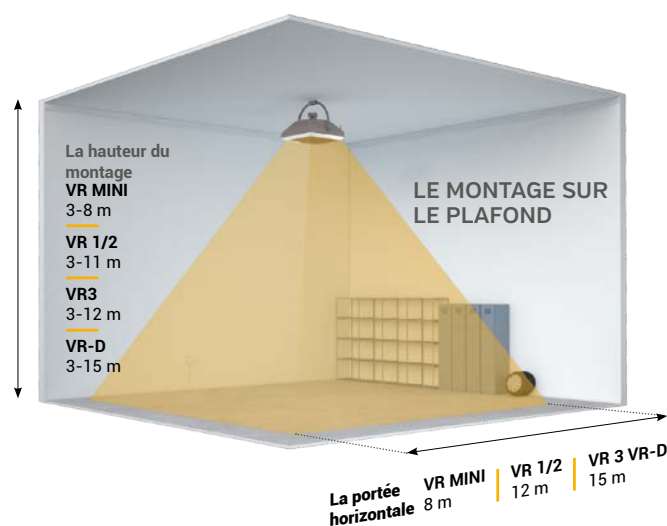 La hauteur du
montage
VR MINI
3-8 m
VR 1/2
3-11 m
VR3
3-12 m
VR-D
3-15 m
LE MONTAGE SUR
LE PLAFOND
La portée
horizontale
VR MINI
8 m
VR 1/2
12 m
VR 3 VR-D
15 m